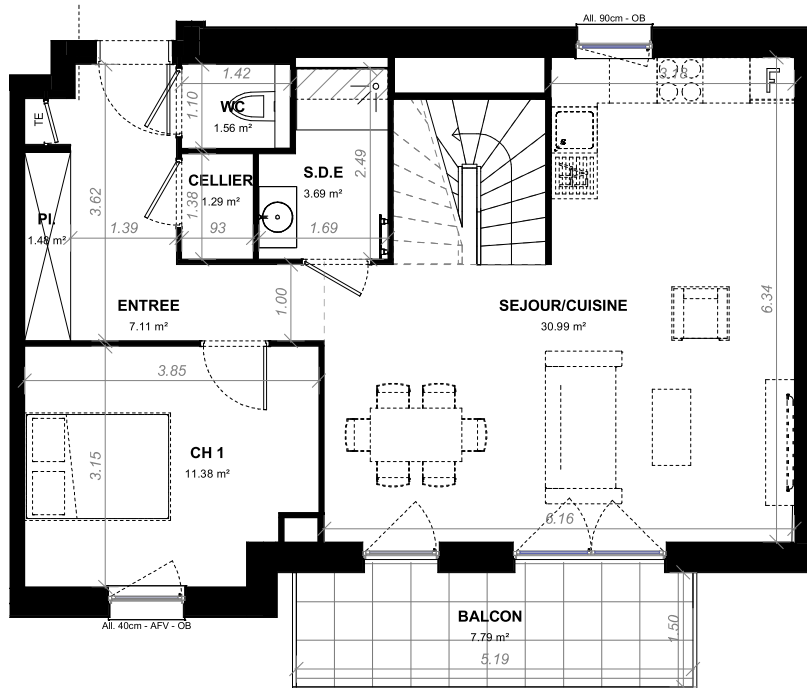 All. 90cm - OB
1.42
3.18
F
WC
1.56 m²
1.10
TE
S.D.E
3.69 m²
2.49
CELLIER
1.29 m²
1.38
3.62
PL
1.48 m²
1.39
93
1.69
ENTREE
7.11 m²
1.00
SEJOUR/CUISINE
30.99 m²
6.34
3.85
CH 1
11.38 m²
3.15
6.16
All. 40cm - AFV - OB
BALCON
7.79 m²
1.50
5.19